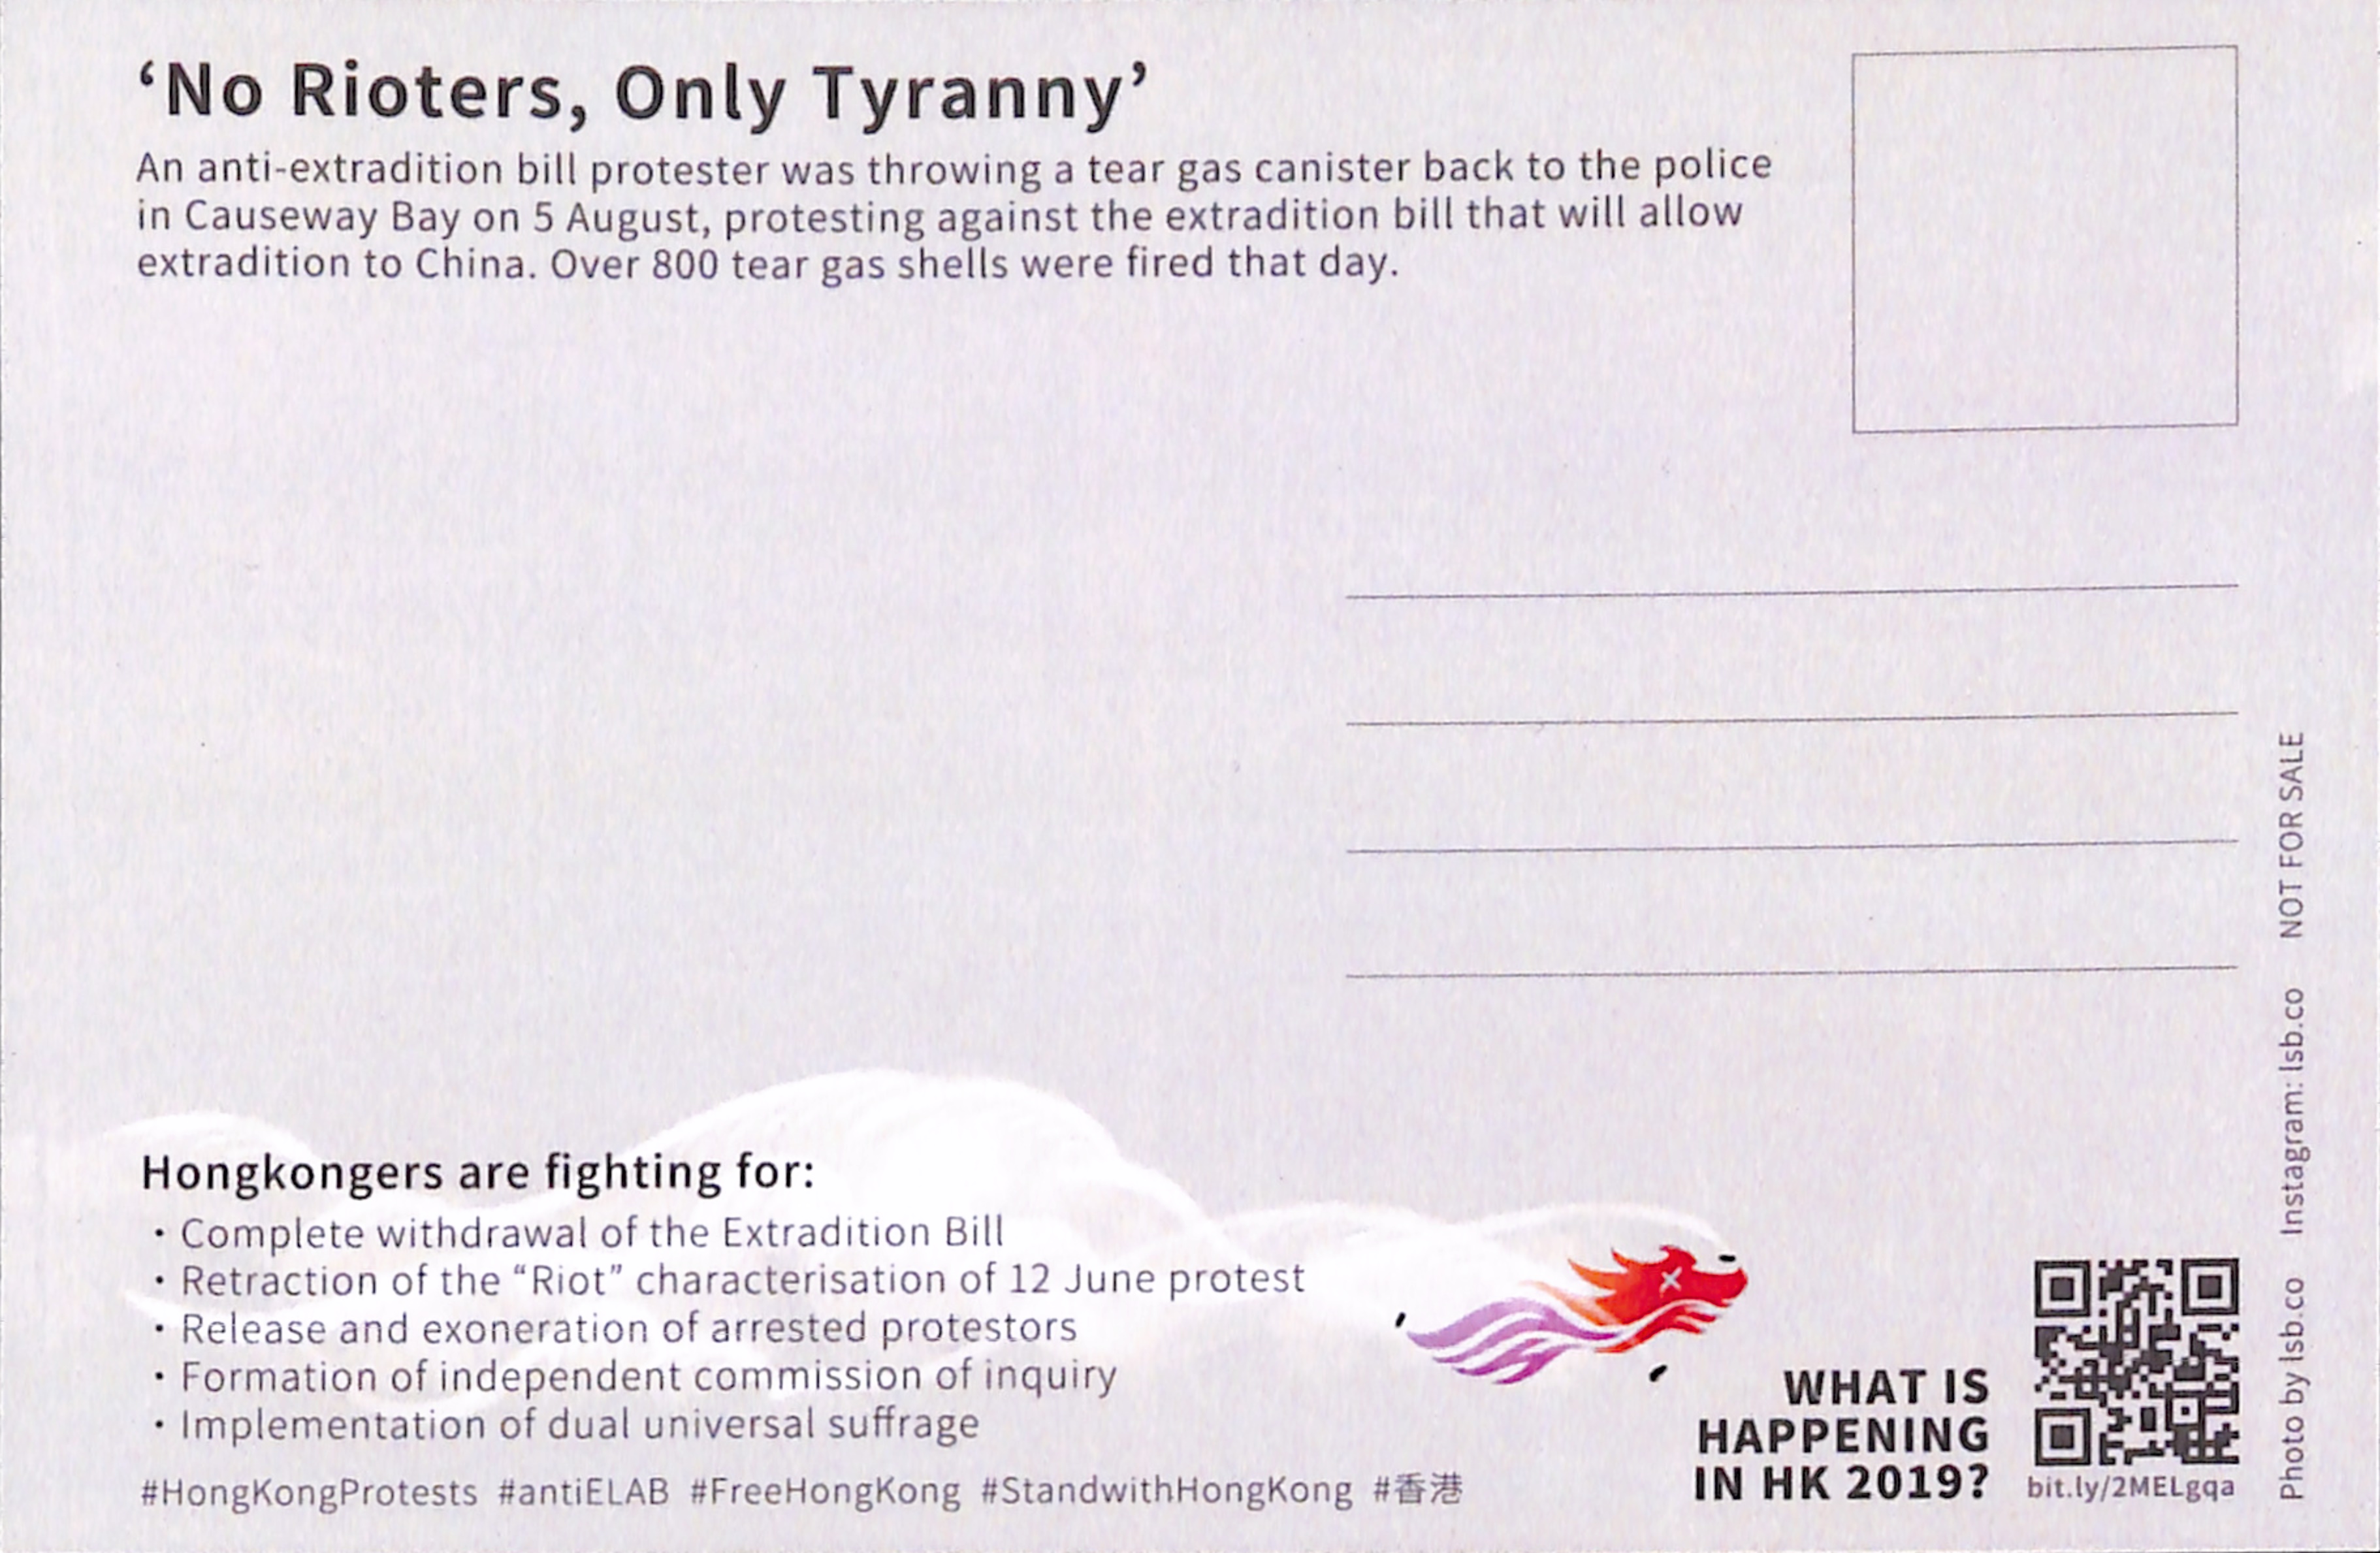 ‘No Rioters, Only Tyranny’
An anti-extradition bill protester was throwing a tear gas canister back to the police
in Causeway Bay on 5 August, protesting against the extradition bill that will allow
extradition to China. Over 800 tear gas shells were fired that day.
Hongkongers are fighting for:
· Complete withdrawal of the Extradition Bill
· Retraction of the “Riot” characterisation of 12 June protest
· Release and exoneration of arrested protestors
· Formation of independent commission of inquiry
· Implementation of dual universal suffrage
#HongKongProtests #antiELAB #FreeHongKong #StandwithHongKong #香港
WHAT IS
HAPPENING
IN HK 2019?
bit.ly/2MELgqa
Photo by lsb.co Instagram: lsb.co NOT FOR SALE